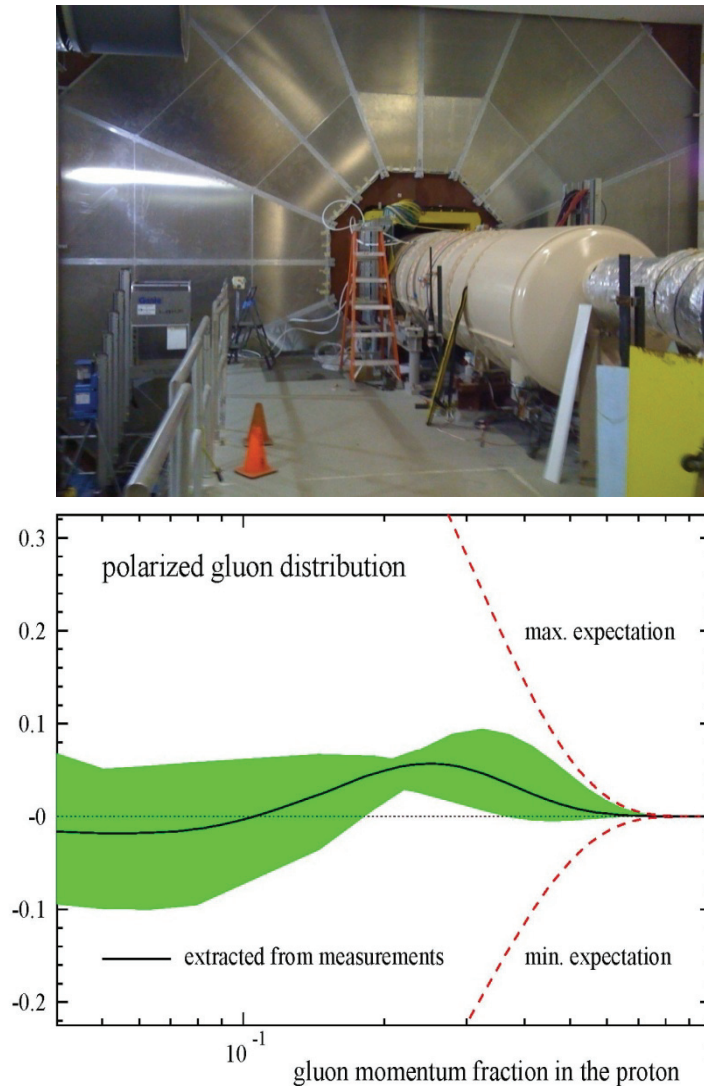 0.3
polarized gluon distribution
0.2
max. expectation
0.1
-0
-0.1
extracted from measurements
min. expectation
-0.2
10⁻¹
gluon momentum fraction in the proton